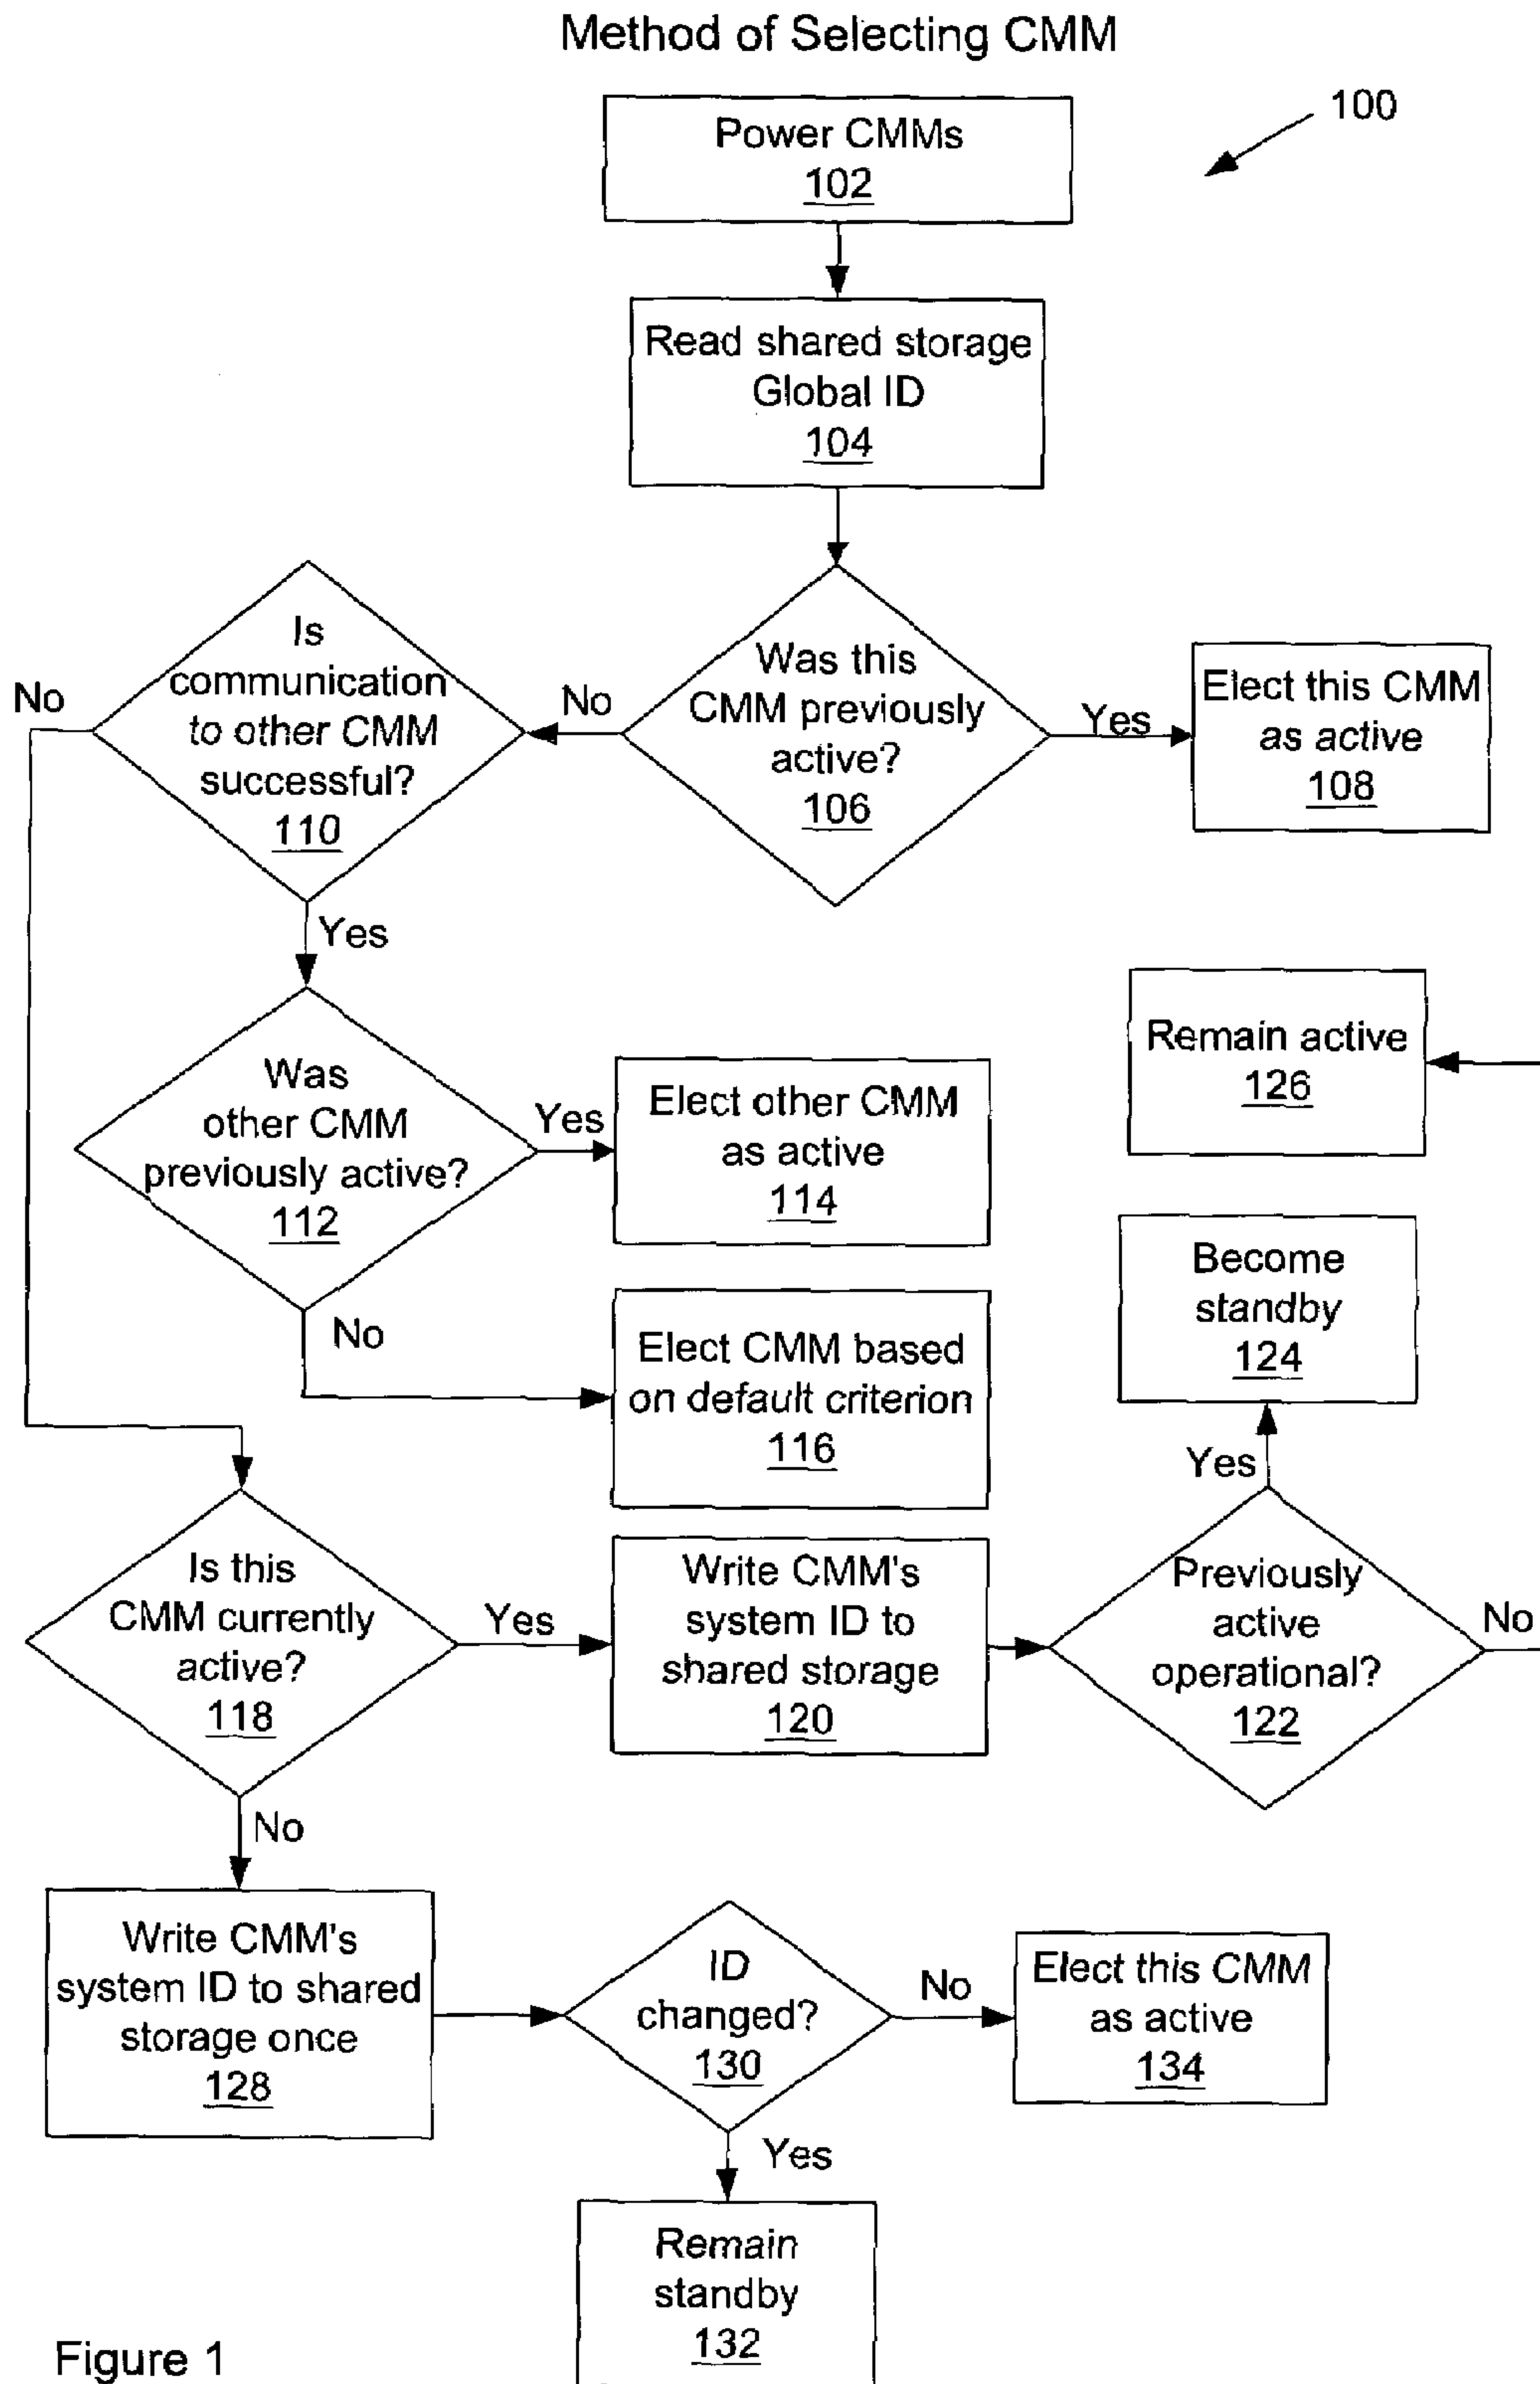 Method of Selecting CMM
100
Power CMMs
102
Read shared storage
Global ID
104
Was this
CMM previously
active?
106
Yes
Elect this CMM
as active
108
No
Is
communication
to other CMM
successful?
110
No
Yes
Was
other CMM
previously active?
112
Yes
Elect other CMM
as active
114
No
Elect CMM based
on default criterion
116
Remain active
126
Become
standby
124
Yes
Is this
CMM currently
active?
118
Yes
Write CMM's
system ID to
shared storage
120
Previously
active
operational?
122
No
No
Write CMM's
system ID to shared
storage once
128
ID
changed?
130
No
Elect this CMM
as active
134
Yes
Remain
standby
132
Figure 1